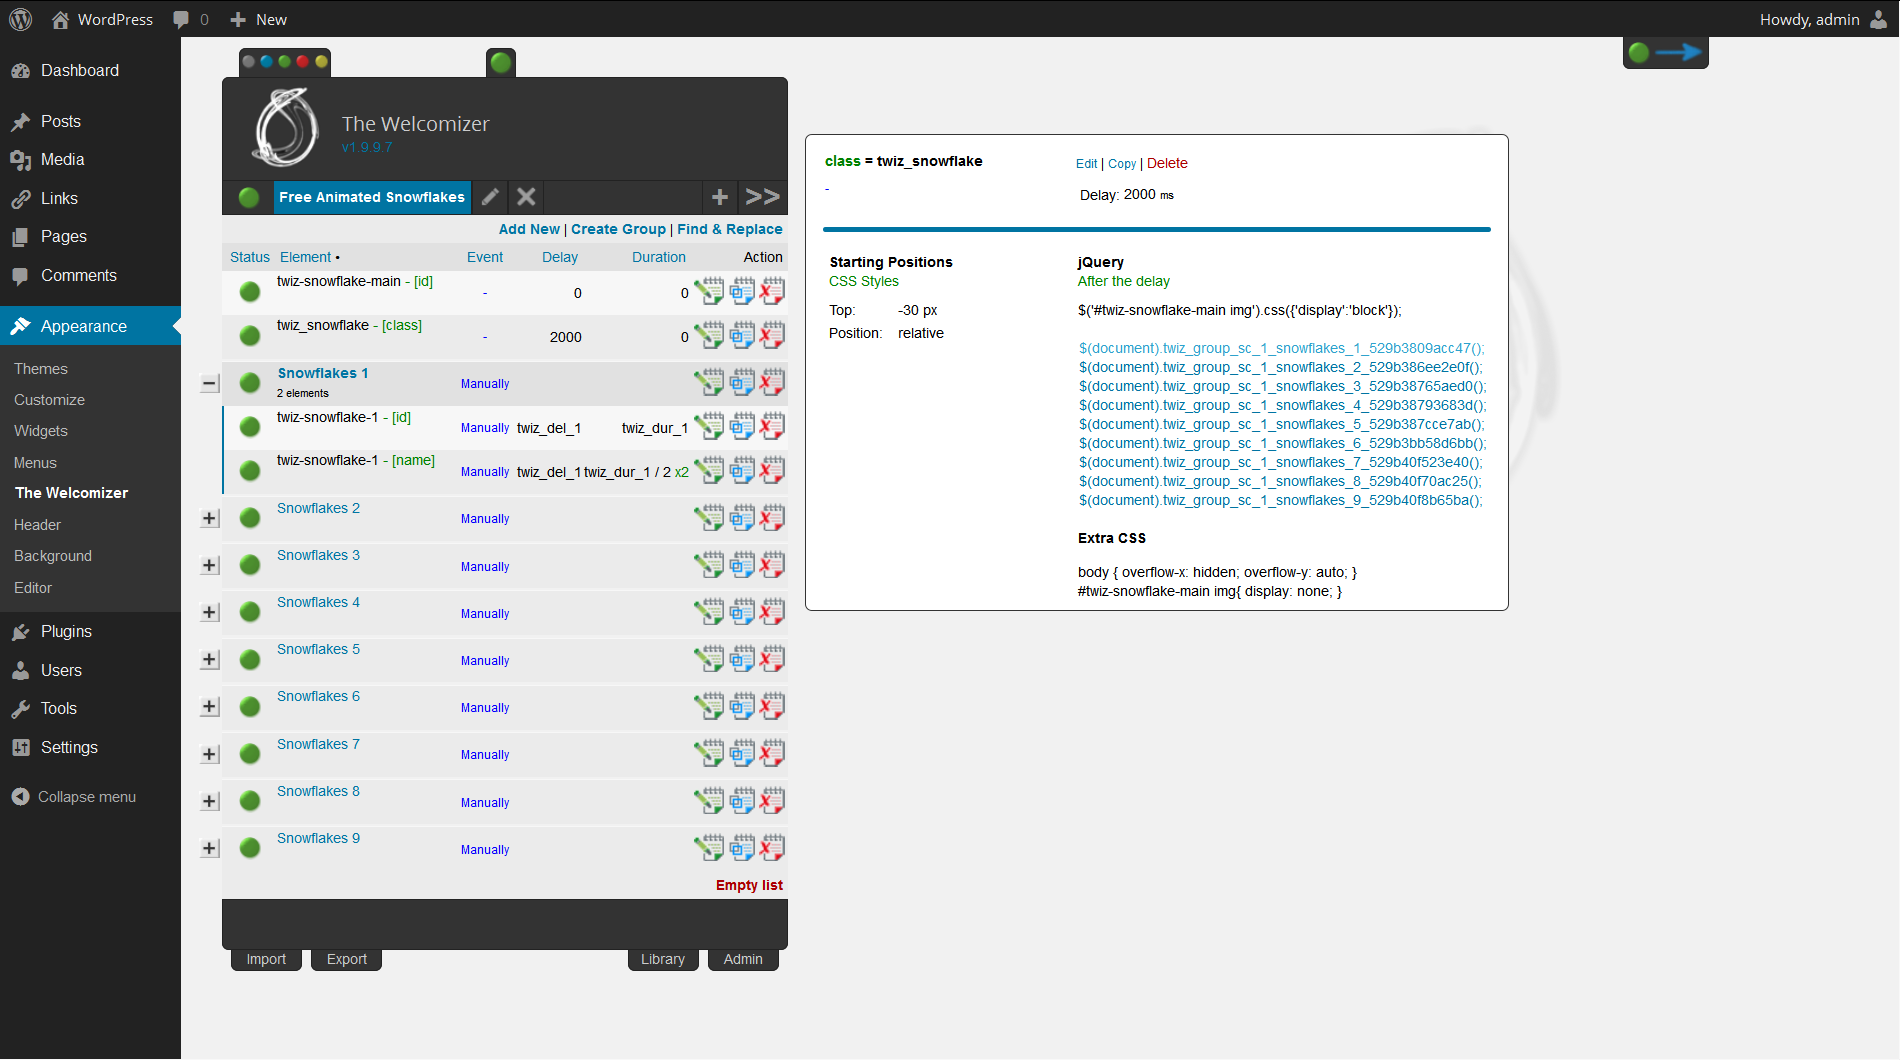 WordPress 0 New Howdy, admin
Dashboard
Posts
Media
Links
Pages
Comments
Appearance
Themes
Customize
Widgets
Menus
The Welcomizer
Header
Background
Editor
Plugins
Users
Tools
Settings
Collapse menu
The Welcomizer
v1.9.9.7
Free Animated Snowflakes + >>
Add New | Create Group | Find & Replace
Status Element • Event Delay Duration Action
twiz-snowflake-main - [id]
- 0 0
twiz_snowflake - [class]
- 2000 0
Snowflakes 1
Manually
2 elements
twiz-snowflake-1 - [id]
Manually twiz_del_1 twiz_dur_1
twiz-snowflake-1 - [name]
Manually twiz_del_1 twiz_dur_1 / 2 x2
Snowflakes 2
Manually
Snowflakes 3
Manually
Snowflakes 4
Manually
Snowflakes 5
Manually
Snowflakes 6
Manually
Snowflakes 7
Manually
Snowflakes 8
Manually
Snowflakes 9
Manually
Empty list
Import Export Library Admin
class = twiz_snowflake Edit | Copy | Delete
- Delay: 2000 ms
Starting Positions
CSS Styles
Top: -30 px
Position: relative
jQuery
After the delay
$('#twiz-snowflake-main img').css({'display':'block'});
$(document).twiz_group_sc_1_snowflakes_1_529b3809acc47();
$(document).twiz_group_sc_1_snowflakes_2_529b386ee2e0f();
$(document).twiz_group_sc_1_snowflakes_3_529b38765aed0();
$(document).twiz_group_sc_1_snowflakes_4_529b38793683d();
$(document).twiz_group_sc_1_snowflakes_5_529b387cce7ab();
$(document).twiz_group_sc_1_snowflakes_6_529b3bb58d6bb();
$(document).twiz_group_sc_1_snowflakes_7_529b40f523e40();
$(document).twiz_group_sc_1_snowflakes_8_529b40f70ac25();
$(document).twiz_group_sc_1_snowflakes_9_529b40f8b65ba();
Extra CSS
body { overflow-x: hidden; overflow-y: auto; }
#twiz-snowflake-main img{ display: none; }